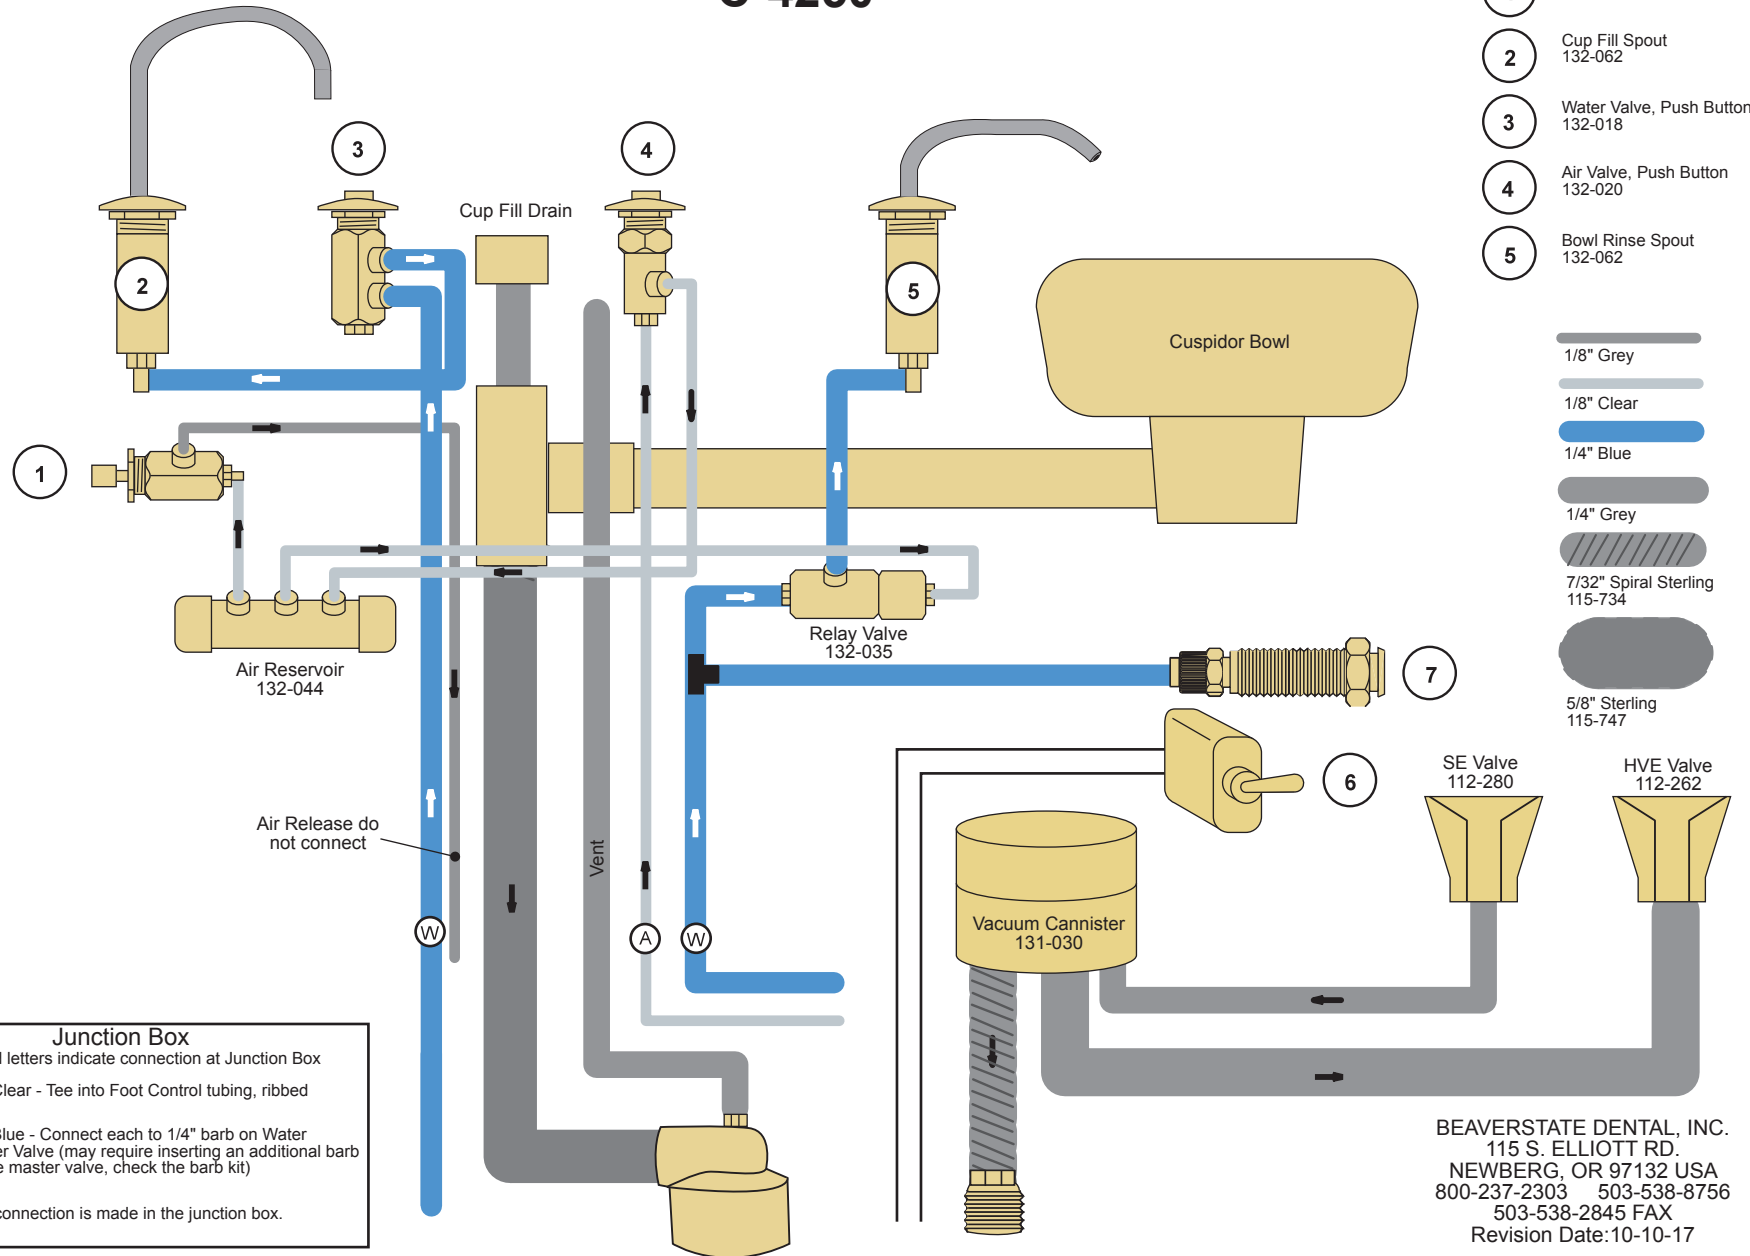 2
Cup Fill Spout
132-062
3
Water Valve, Push Button
132-018
4
Air Valve, Push Button
132-020
5
Bowl Rinse Spout
132-062
3
4
Cup Fill Drain
2
5
Cuspidor Bowl
1/8" Grey
1/8" Clear
1/4" Blue
1/4" Grey
7/32" Spiral Sterling
115-734
5/8" Sterling
115-747
1
Air Reservoir
132-044
Relay Valve
132-035
7
6
SE Valve
112-280
HVE Valve
112-262
Air Release do
not connect
Vent
W
A
W
Vacuum Cannister
131-030
Junction Box
letters indicate connection at Junction Box
Clear - Tee into Foot Control tubing, ribbed
Blue - Connect each to 1/4" barb on Water
er Valve (may require inserting an additional barb
e master valve, check the barb kit)
connection is made in the junction box.
BEAVERSTATE DENTAL, INC.
115 S. ELLIOTT RD.
NEWBERG, OR 97132 USA
800-237-2303 503-538-8756
503-538-2845 FAX
Revision Date:10-10-17